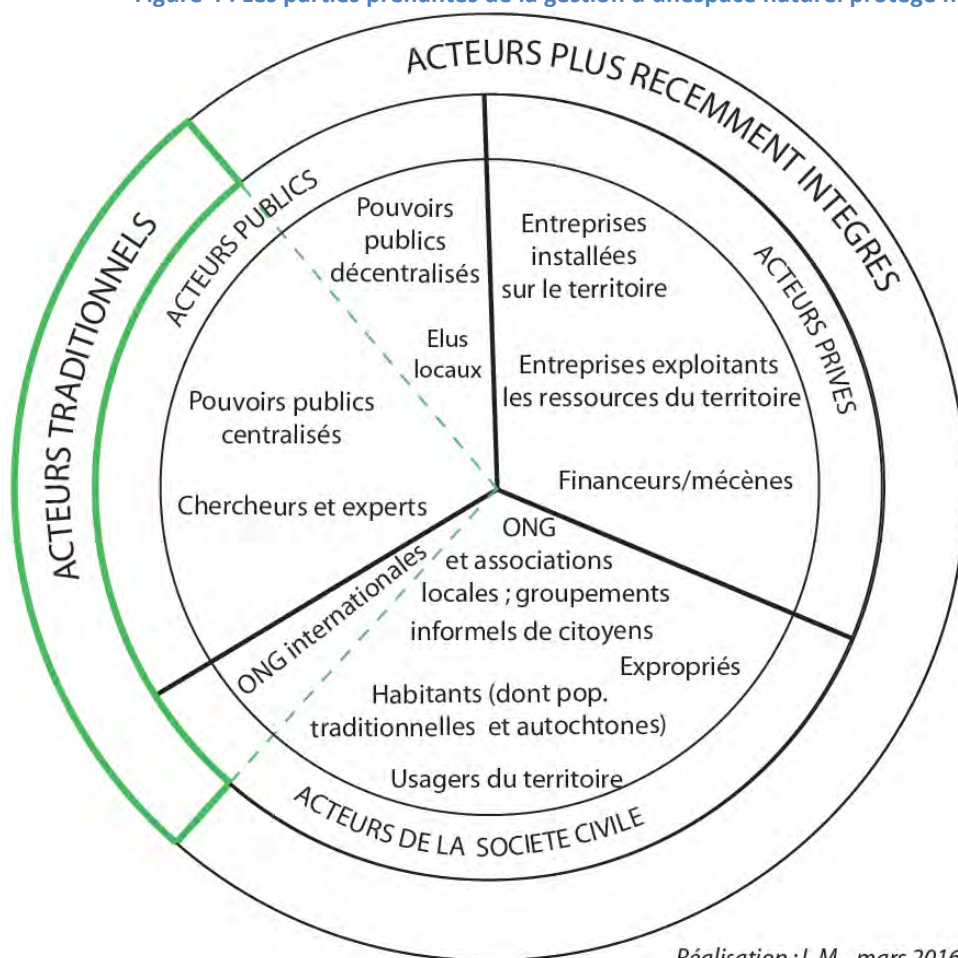 ACTEURS PLUS RECEMMENT INTEGRES
ACTEURS TRADITIONNELS
ACTEURS PUBLICS
ACTEURS PRIVES
Pouvoirs
publics
décentralisés
Elus
locaux
Pouvoirs publics
centralisés
Chercheurs et experts
Entreprises
installées
sur le territoire
Entreprises exploitants
les ressources du territoire
Financeurs/mécènes
ONG internationales
ONG
et associations
locales ; groupements
informels de citoyens
Expropriés
Habitants (dont pop.
traditionnelles et autochtones)
Usagers du territoire
ACTEURS DE LA SOCIETE CIVILE
Réalisation : L.M., mars 2016